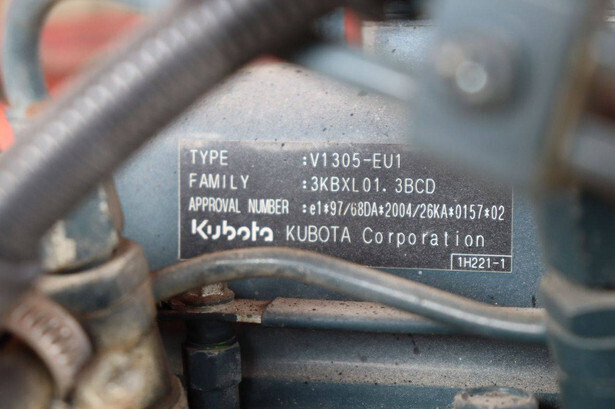 TYPE :V1305-EU1
FAMILY :3KBXL01.3BCD
APPROVAL NUMBER :e1*97/68DA*2004/26KA*0157*02
Kubota KUBOTA Corporation
1H221-1